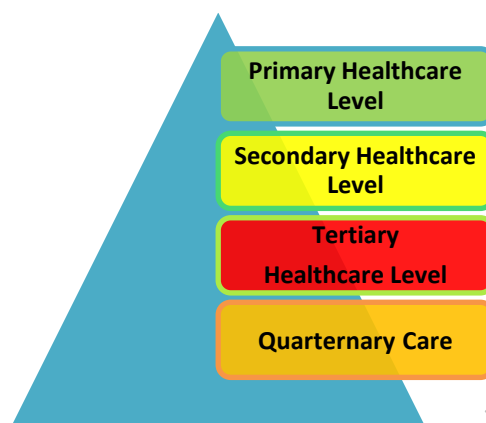 Primary Healthcare
Level
Secondary Healthcare
Level
Tertiary
Healthcare Level
Quarternary Care